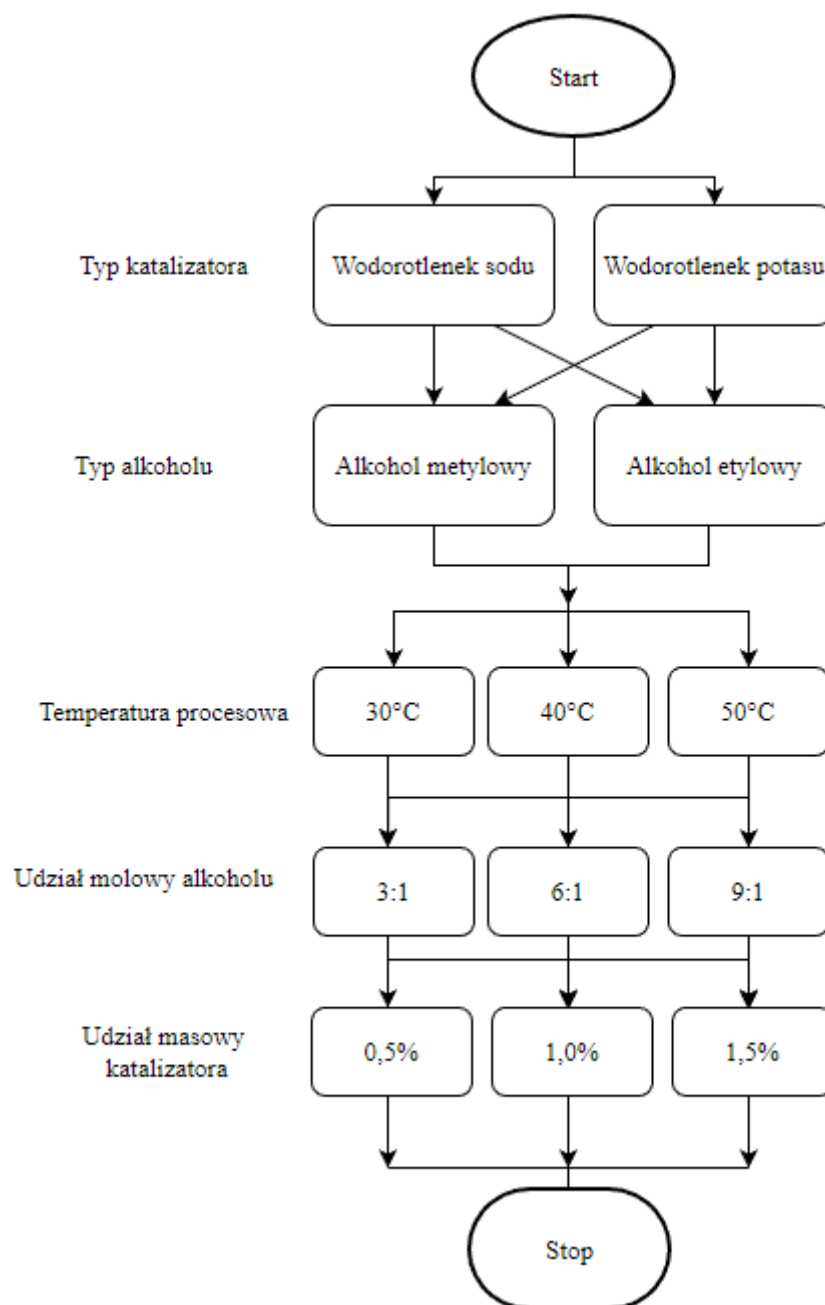 Start
Typ katalizatora
Wodorotlenek sodu
Wodorotlenek potasu
Typ alkoholu
Alkohol metylowy
Alkohol etylowy
Temperatura procesowa
30°C
40°C
50°C
Udział molowy alkoholu
3:1
6:1
9:1
Udział masowy
katalizatora
0,5%
1,0%
1,5%
Stop